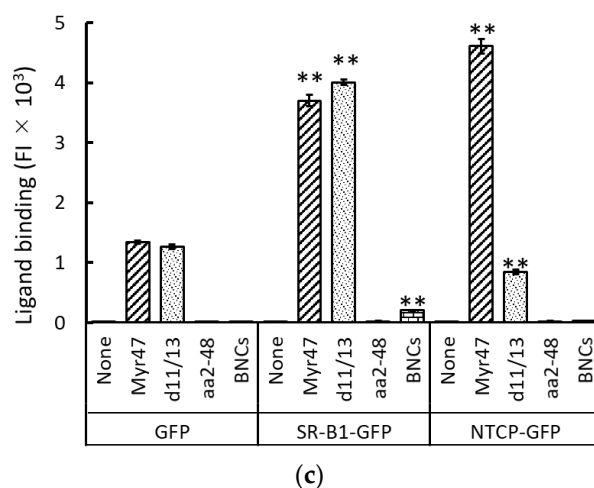 Ligand binding (FI × 10³)
5
4
3
2
1
0
** ** ** ** **
None Myr47 d11/13 aa2-48 BNCs None Myr47 d11/13 aa2-48 BNCs None Myr47 d11/13 aa2-48 BNCs
GFP SR-B1-GFP NTCP-GFP
(c)